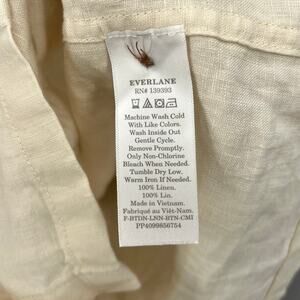 EVERLANE
RN# 139393
Machine Wash Cold
With Like Colors.
Wash Inside Out
Gentle Cycle.
Remove Promptly.
Only Non-Chlorine
Bleach When Needed.
Tumble Dry Low.
Warm Iron If Needed.
100% Linen.
100% Lin.
Made in Vietnam.
Fabriqué au Viêt-Nam.
F-BTDN-LNN-BTN-CMI
PP4099856754